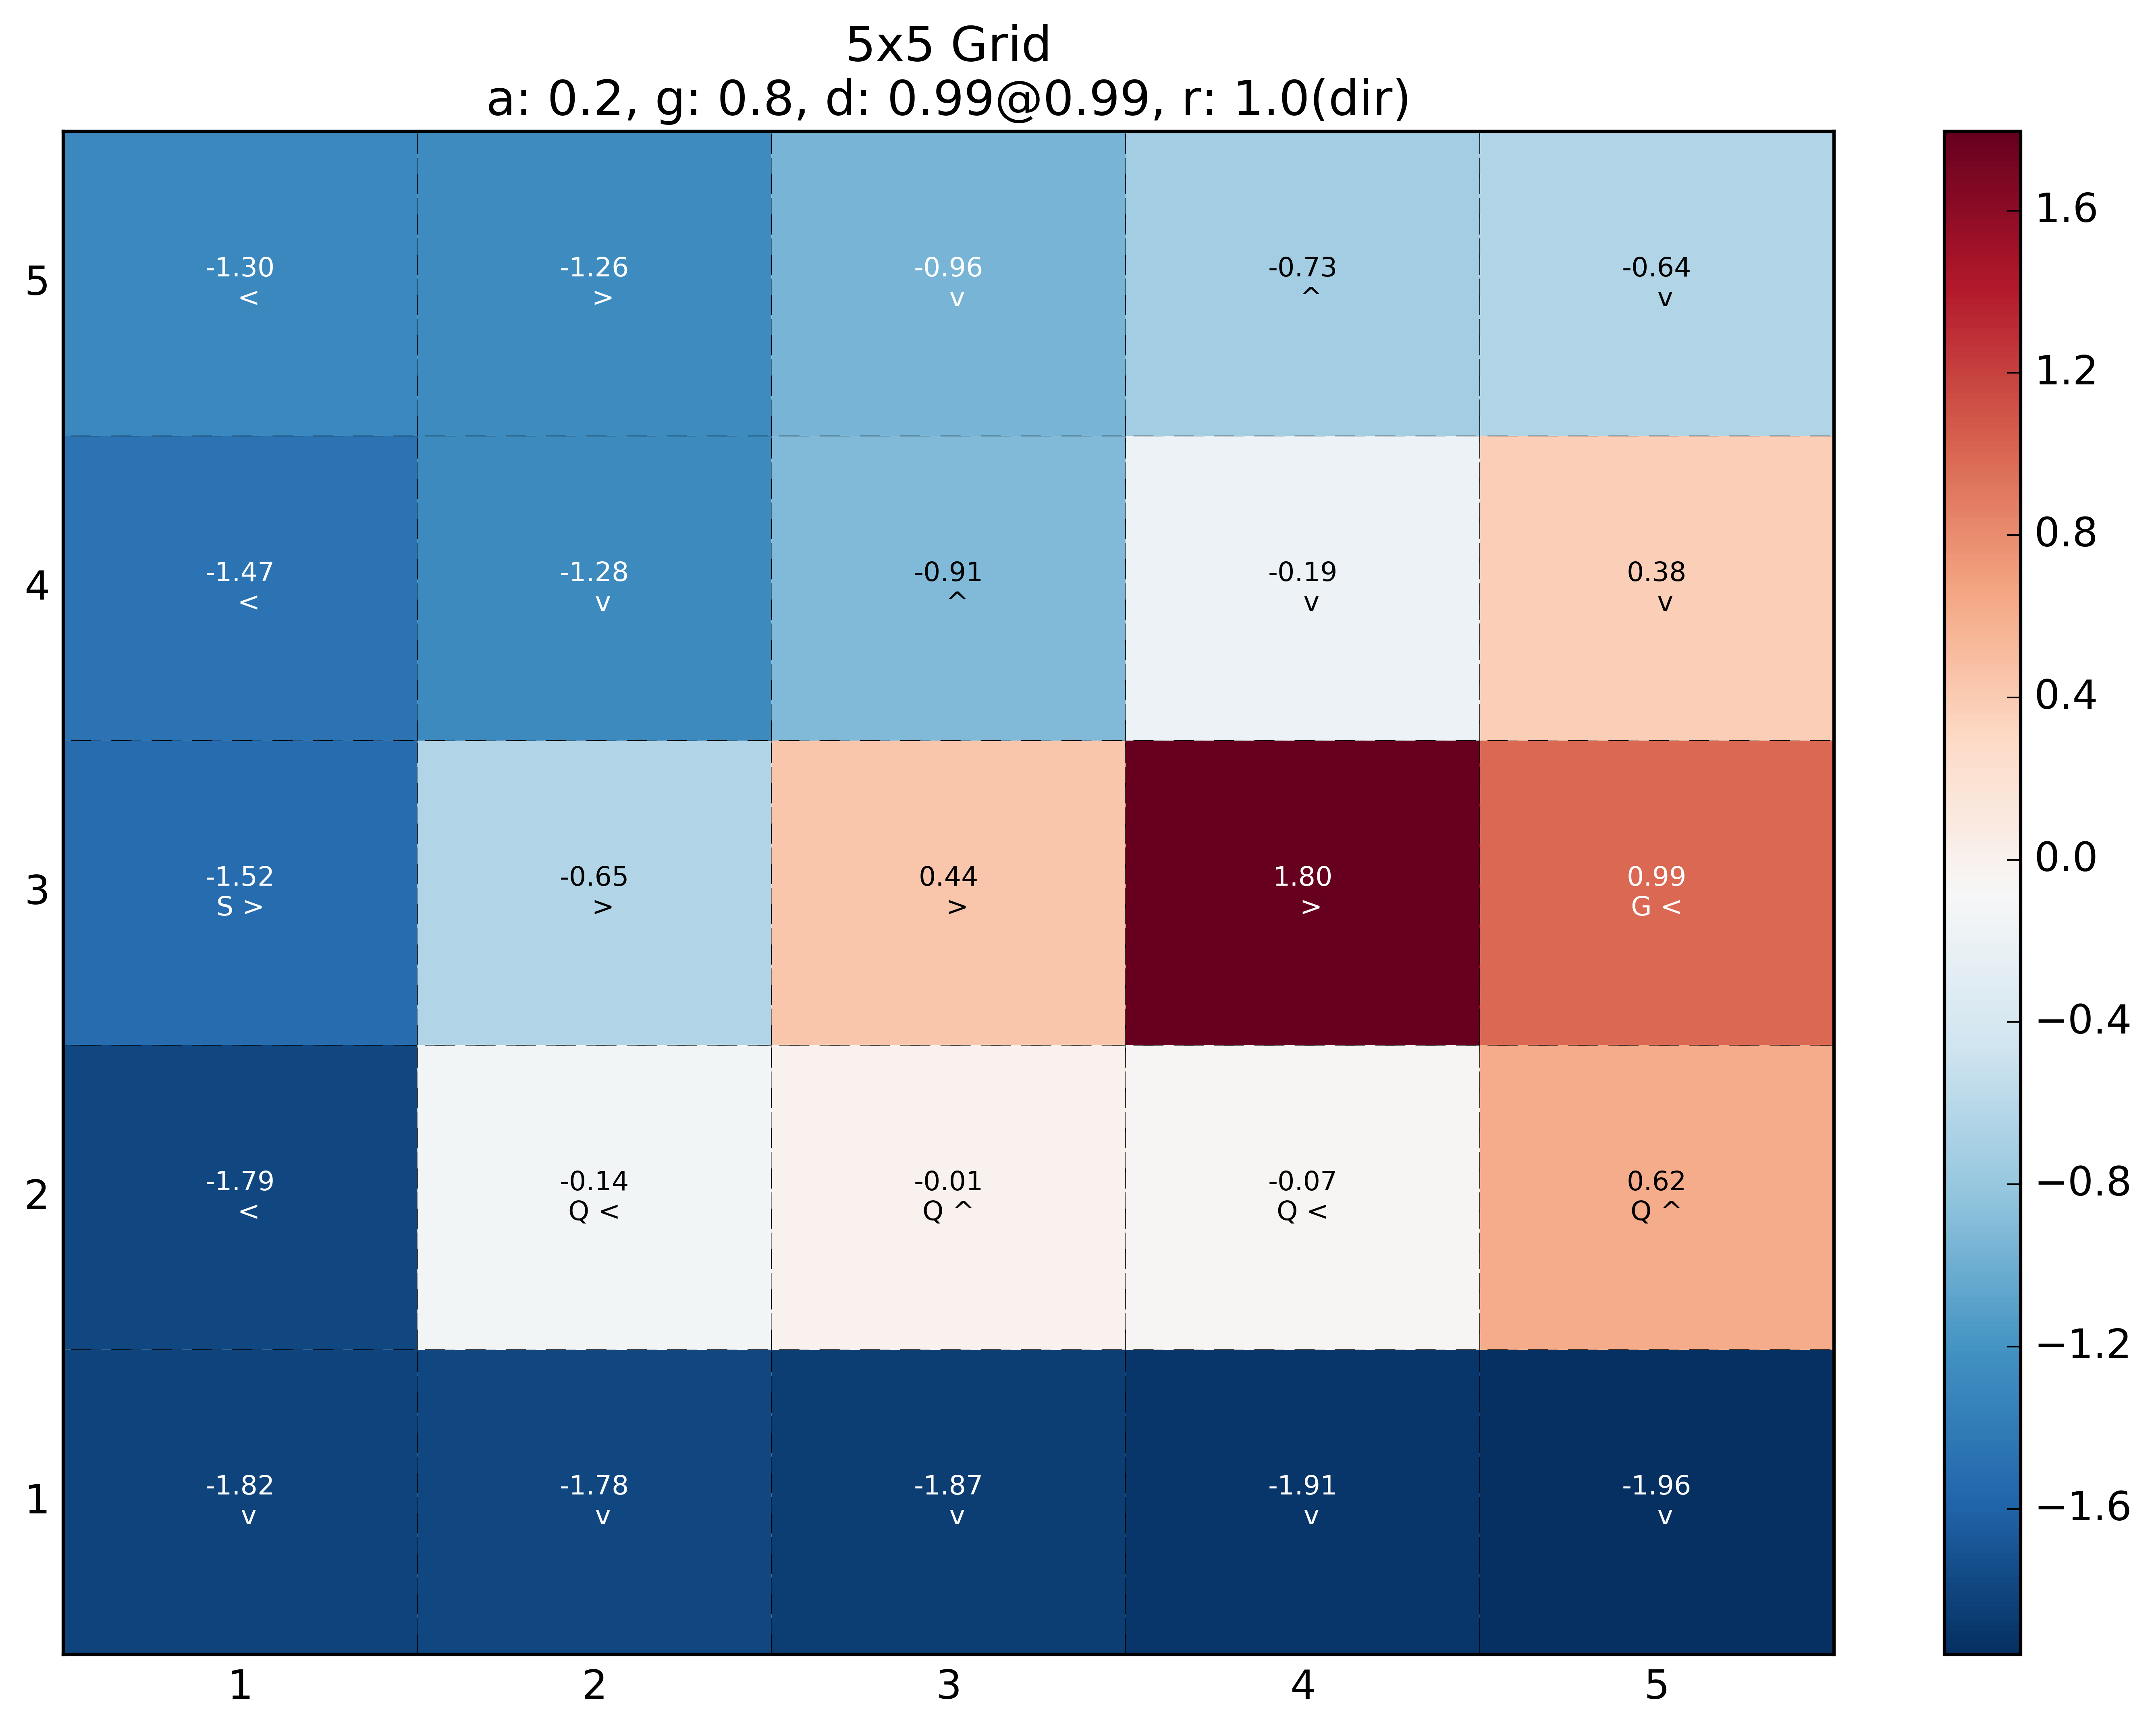 5x5 Grid
a: 0.2, g: 0.8, d: 0.99@0.99, r: 1.0(dir)
5
-1.30 -1.26 -0.96 -0.73 -0.64
< > v ^ v
4
-1.47 -1.28 -0.91 -0.19 0.38
< v ^ v v
3
-1.52 -0.65 0.44 1.80 0.99
S > > > > G <
2
-1.79 -0.14 -0.01 -0.07 0.62
< Q < Q ^ Q < Q ^
1
-1.82 -1.78 -1.87 -1.91 -1.96
v v v v v
1 2 3 4 5
1.6
1.2
0.8
0.4
0.0
−0.4
−0.8
−1.2
−1.6